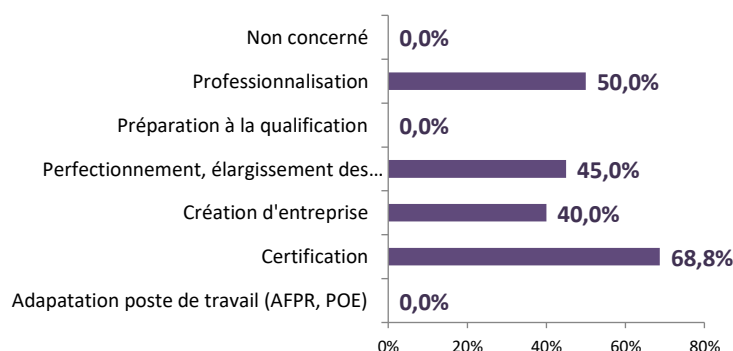 Non concerné 0,0%
Professionnalisation 50,0%
Préparation à la qualification 0,0%
Perfectionnement, élargissement des... 45,0%
Création d'entreprise 40,0%
Certification 68,8%
Adapatation poste de travail (AFPR, POE) 0,0%
0% 20% 40% 60% 80%